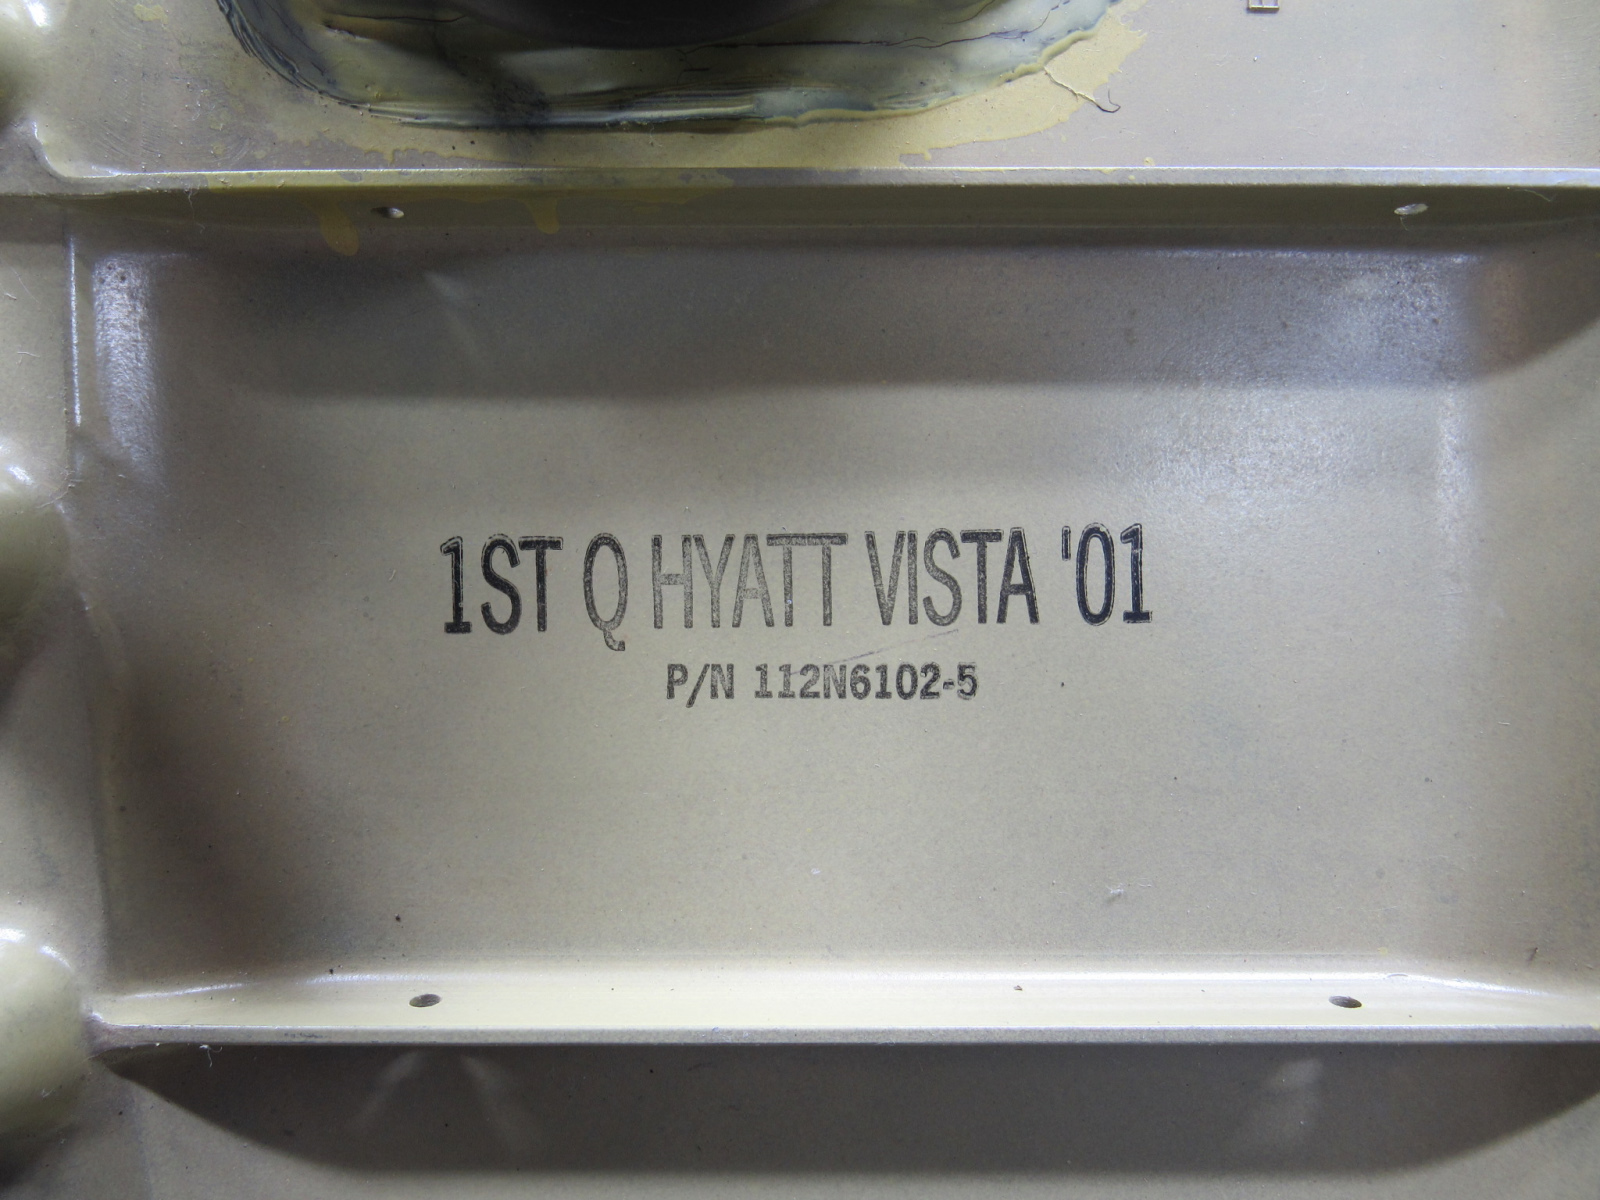 1ST Q HYATT VISTA '01
P/N 112N6102-5